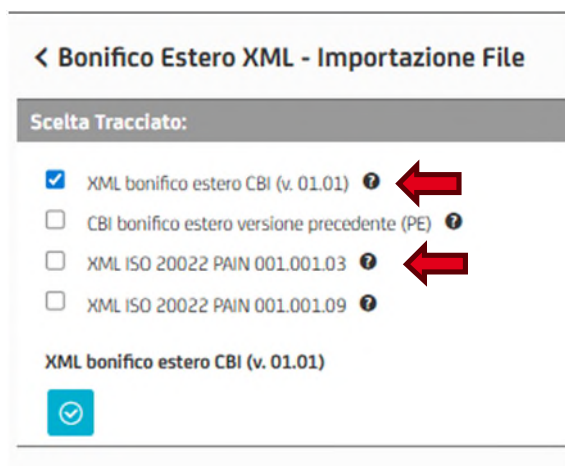 Bonifico Estero XML - Importazione File
Scelta Tracciato:
XML bonifico estero CBI (v. 01.01)
CBI bonifico estero versione precedente (PE)
XML ISO 20022 PAIN 001.001.03
XML ISO 20022 PAIN 001.001.09
XML bonifico estero CBI (v. 01.01)